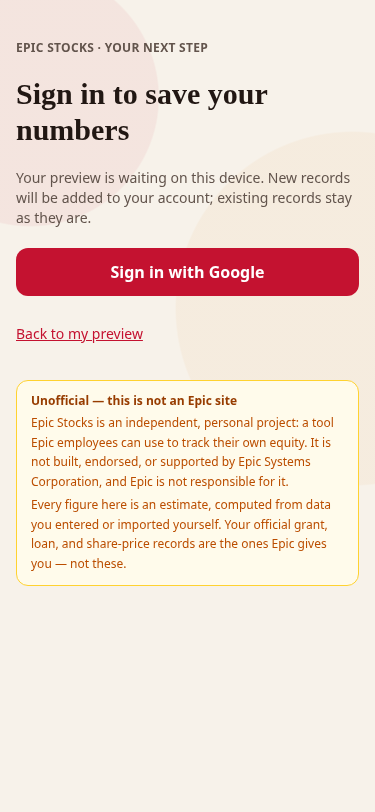 EPIC STOCKS · YOUR NEXT STEP
Sign in to save your
numbers
Your preview is waiting on this device. New records
will be added to your account; existing records stay
as they are.
Sign in with Google
Back to my preview
Unofficial — this is not an Epic site
Epic Stocks is an independent, personal project: a tool
Epic employees can use to track their own equity. It is
not built, endorsed, or supported by Epic Systems
Corporation, and Epic is not responsible for it.
Every figure here is an estimate, computed from data
you entered or imported yourself. Your official grant,
loan, and share-price records are the ones Epic gives
you — not these.